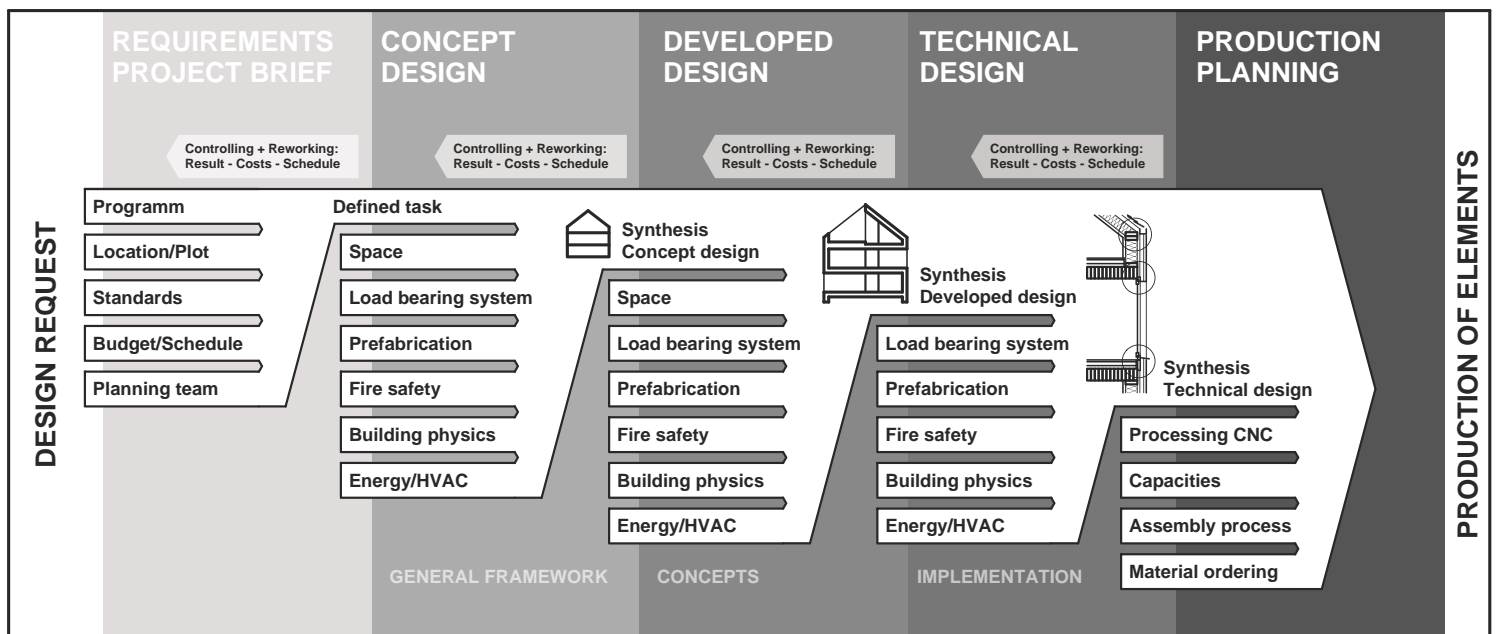 DESIGN REQUEST
REQUIREMENTS
PROJECT BRIEF
CONCEPT
DESIGN
DEVELOPED
DESIGN
TECHNICAL
DESIGN
PRODUCTION
PLANNING
Controlling + Reworking:
Result - Costs - Schedule
Controlling + Reworking:
Result - Costs - Schedule
Controlling + Reworking:
Result - Costs - Schedule
Controlling + Reworking:
Result - Costs - Schedule
Programm
Location/Plot
Standards
Budget/Schedule
Planning team
Defined task
Space
Load bearing system
Prefabrication
Fire safety
Building physics
Energy/HVAC
Synthesis
Concept design
Space
Load bearing system
Prefabrication
Fire safety
Building physics
Energy/HVAC
Synthesis
Developed design
Load bearing system
Prefabrication
Fire safety
Building physics
Energy/HVAC
Synthesis
Technical design
Processing CNC
Capacities
Assembly process
Material ordering
GENERAL FRAMEWORK
CONCEPTS
IMPLEMENTATION
PRODUCTION OF ELEMENTS